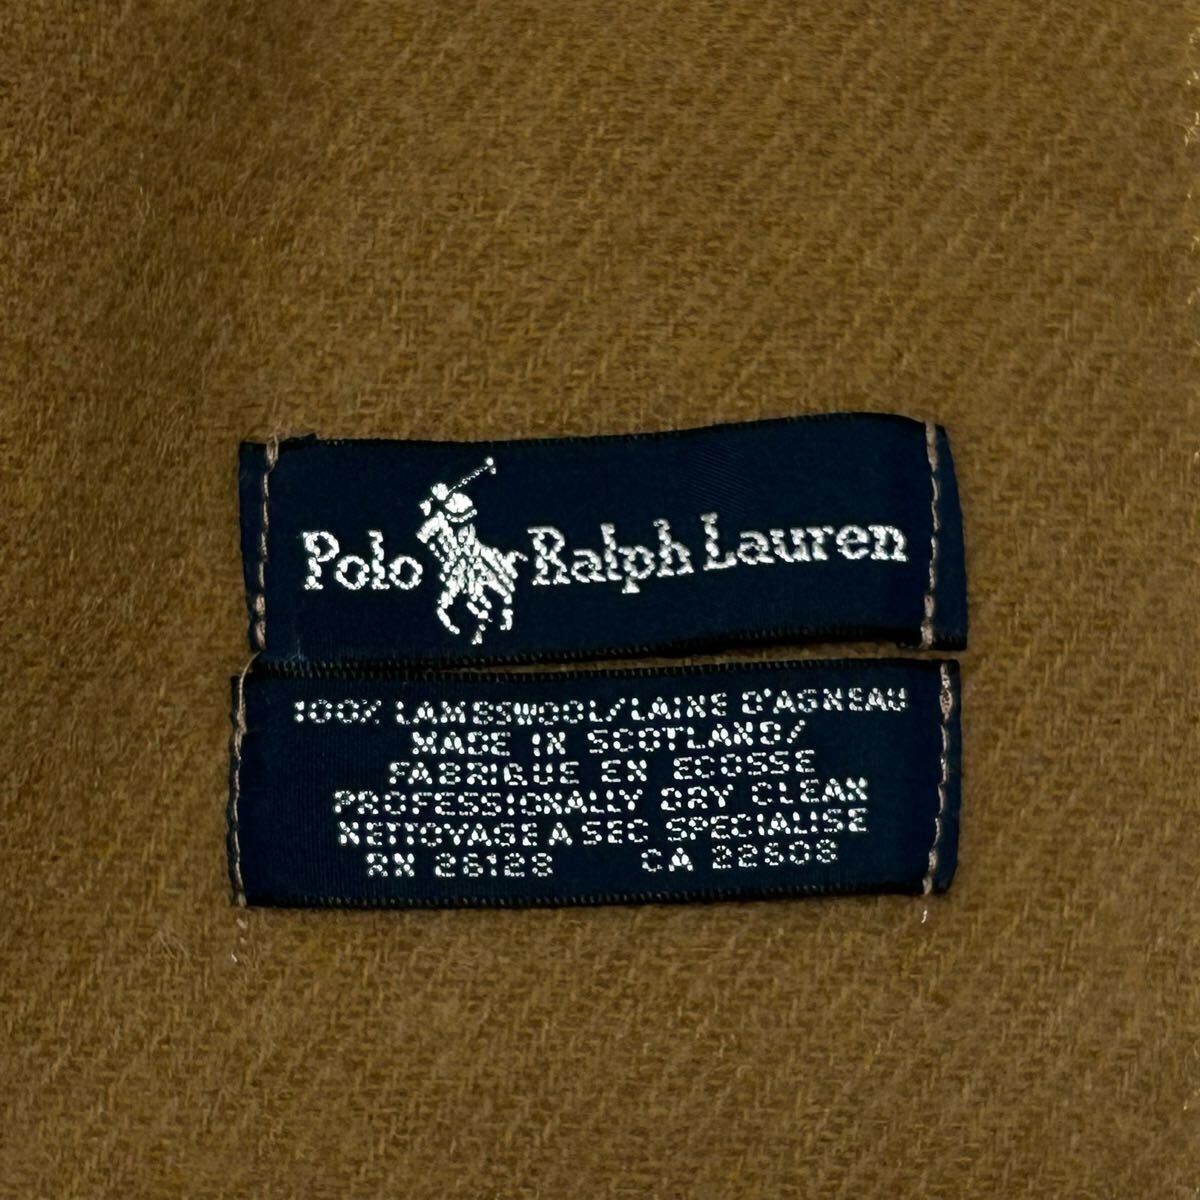 Polo Ralph Lauren
100% LAMBSWOOL/LAINE D'AGNEAU
MADE IN SCOTLAND/
FABRIQUE EN ECOSSE
PROFESSIONALLY DRY CLEAN
NETTOYAGE A SEC SPECIALISE
RN 26128 CA 22508